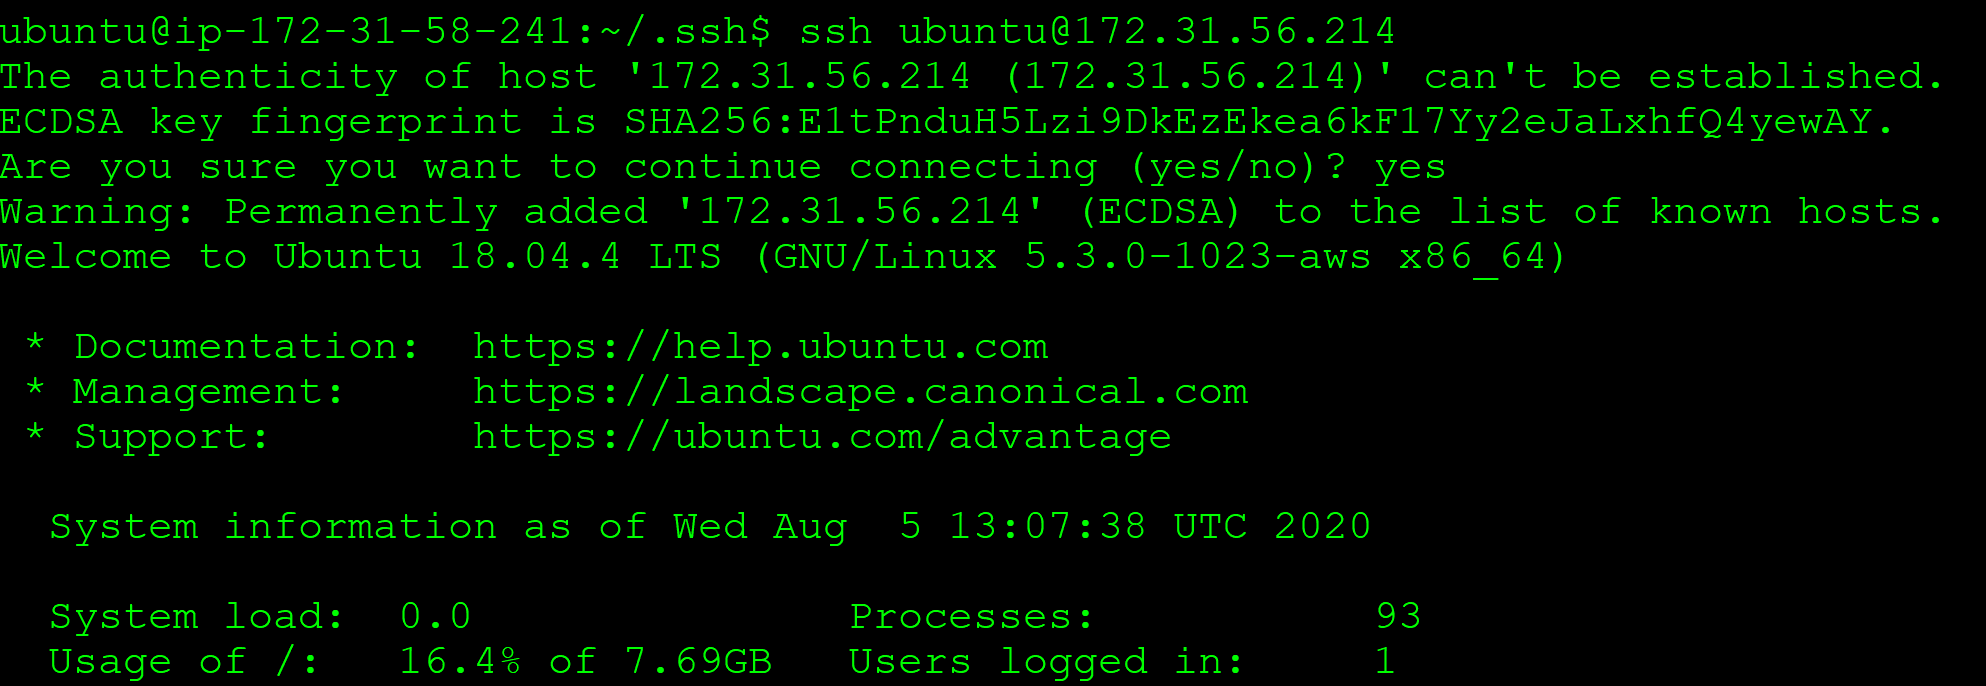 ubuntu@ip-172-31-58-241:~/.ssh$ ssh ubuntu@172.31.56.214
The authenticity of host '172.31.56.214 (172.31.56.214)' can't be established.
ECDSA key fingerprint is SHA256:E1tPnduH5Lzi9DkEzEkea6kF17Yy2eJaLxhfQ4yewAY.
Are you sure you want to continue connecting (yes/no)? yes
Warning: Permanently added '172.31.56.214' (ECDSA) to the list of known hosts.
Welcome to Ubuntu 18.04.4 LTS (GNU/Linux 5.3.0-1023-aws x86_64)
* Documentation:  https://help.ubuntu.com
* Management:     https://landscape.canonical.com
* Support:        https://ubuntu.com/advantage
System information as of Wed Aug  5 13:07:38 UTC 2020
System load:  0.0               Processes:           93
Usage of /:   16.4% of 7.69GB   Users logged in:     1